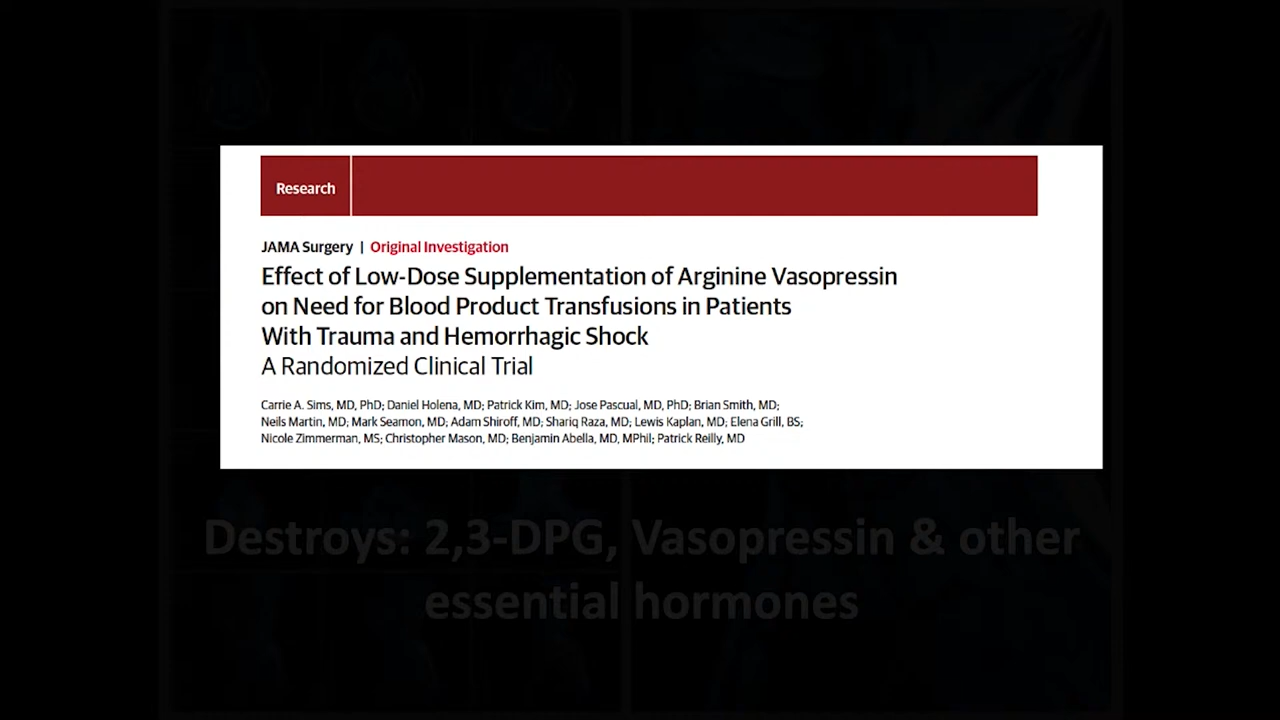 Research
JAMA Surgery | Original Investigation
Effect of Low-Dose Supplementation of Arginine Vasopressin
on Need for Blood Product Transfusions in Patients
With Trauma and Hemorrhagic Shock
A Randomized Clinical Trial
Carrie A. Sims, MD, PhD; Daniel Holena, MD; Patrick Kim, MD; Jose Pascual, MD, PhD; Brian Smith, MD;
Neils Martin, MD; Mark Seamon, MD; Adam Shiroff, MD; Shariq Raza, MD; Lewis Kaplan, MD; Elena Grill, BS;
Nicole Zimmerman, MS; Christopher Mason, MD; Benjamin Abella, MD, MPhil; Patrick Reilly, MD
Destroys: 2,3-DPG, Vasopressin & other
essential hormones